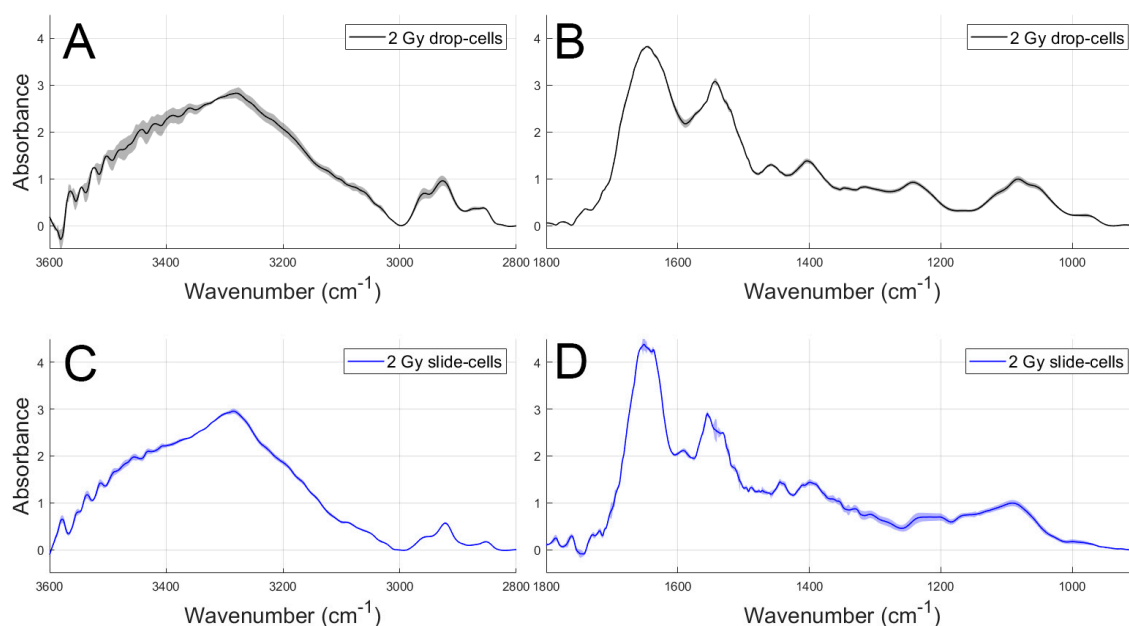 A
2 Gy drop-cells
Absorbance
4
3
2
1
0
3600 3400 3200 3000 2800
Wavenumber (cm-1)
B
2 Gy drop-cells
4
3
2
1
0
1800 1600 1400 1200 1000
Wavenumber (cm-1)
C
2 Gy slide-cells
Absorbance
4
3
2
1
0
3600 3400 3200 3000 2800
Wavenumber (cm-1)
D
2 Gy slide-cells
4
3
2
1
0
1800 1600 1400 1200 1000
Wavenumber (cm-1)